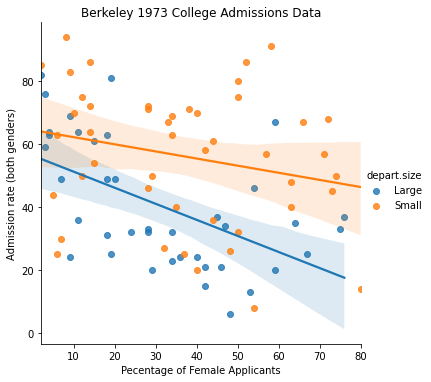 Berkeley 1973 College Admissions Data
Admission rate (both genders)
80
60
40
20
0
10 20 30 40 50 60 70 80
Pecentage of Female Applicants
depart.size
Large
Small